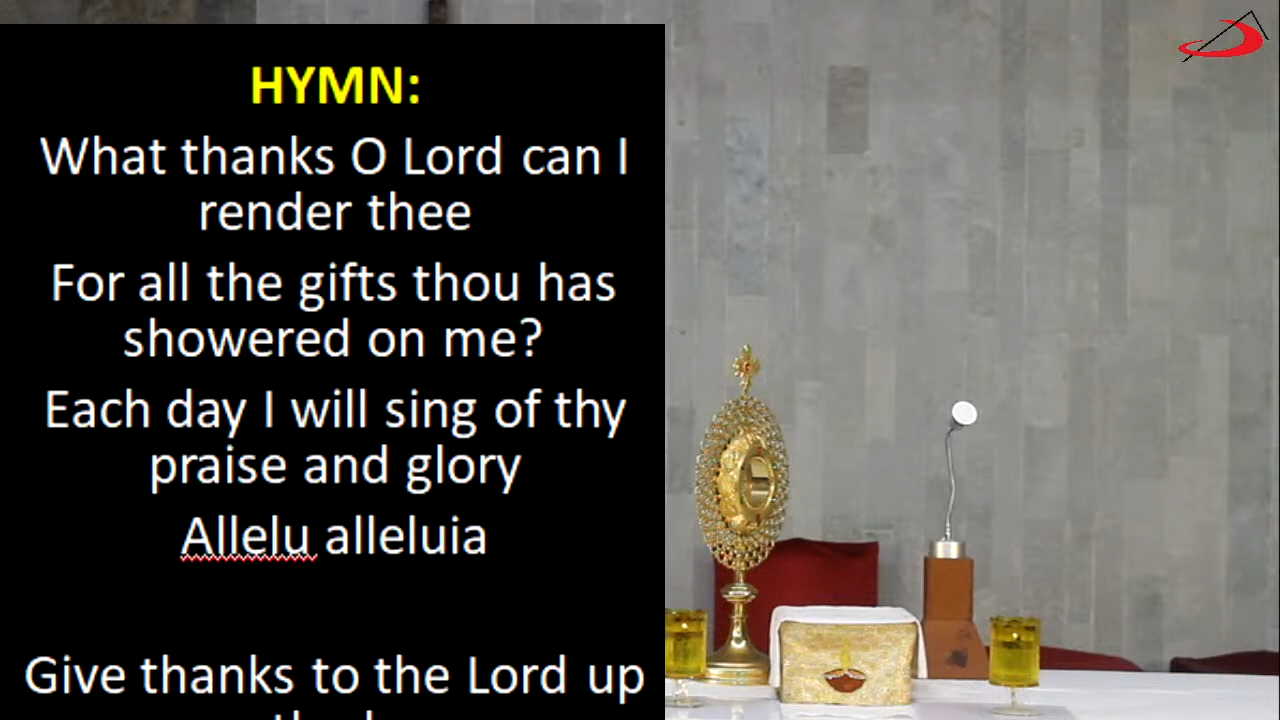 HYMN:
What thanks O Lord can I
render thee
For all the gifts thou has
showered on me?
Each day I will sing of thy
praise and glory
Allelu alleluia
Give thanks to the Lord up